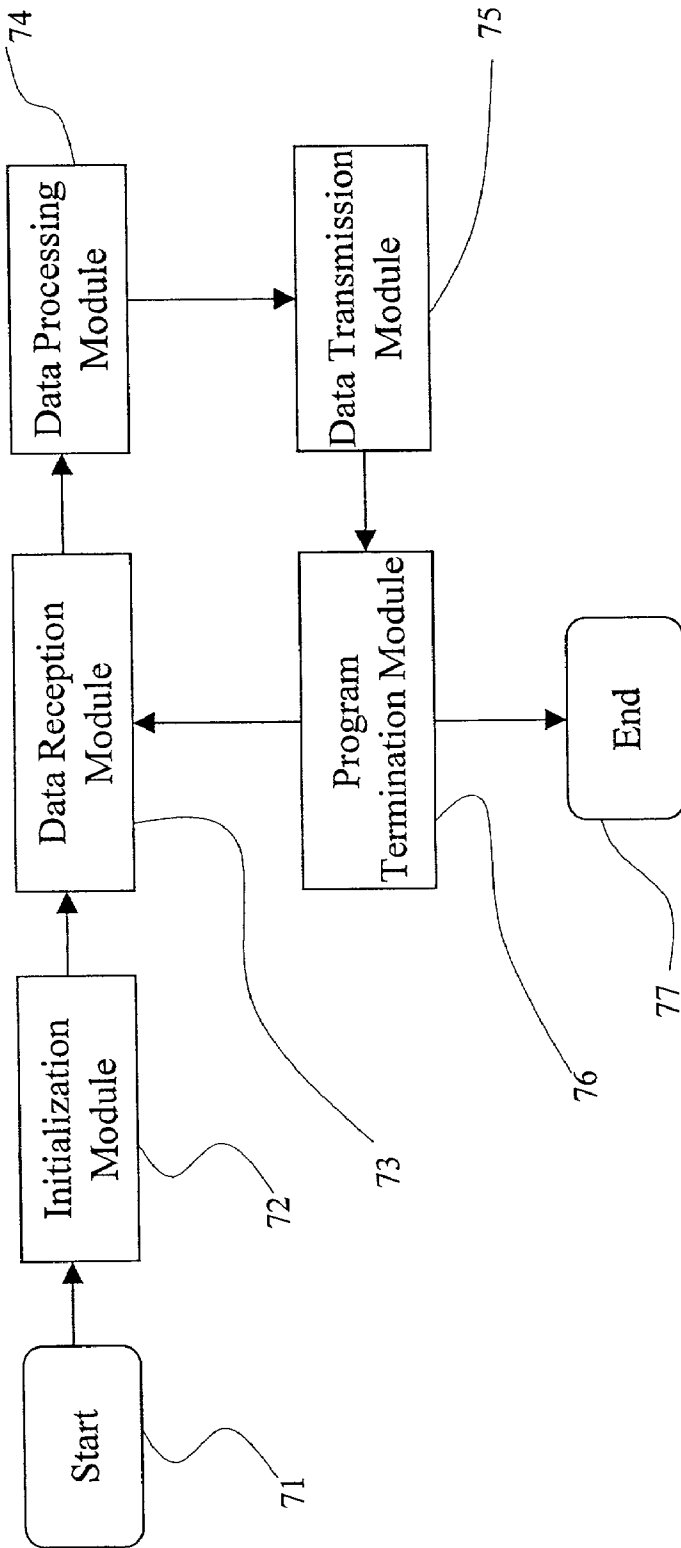 Start
71
Initialization
Module
72
Data Reception
Module
73
Data Processing
Module
74
Data Transmission
Module
75
Program
Termination Module
76
End
77